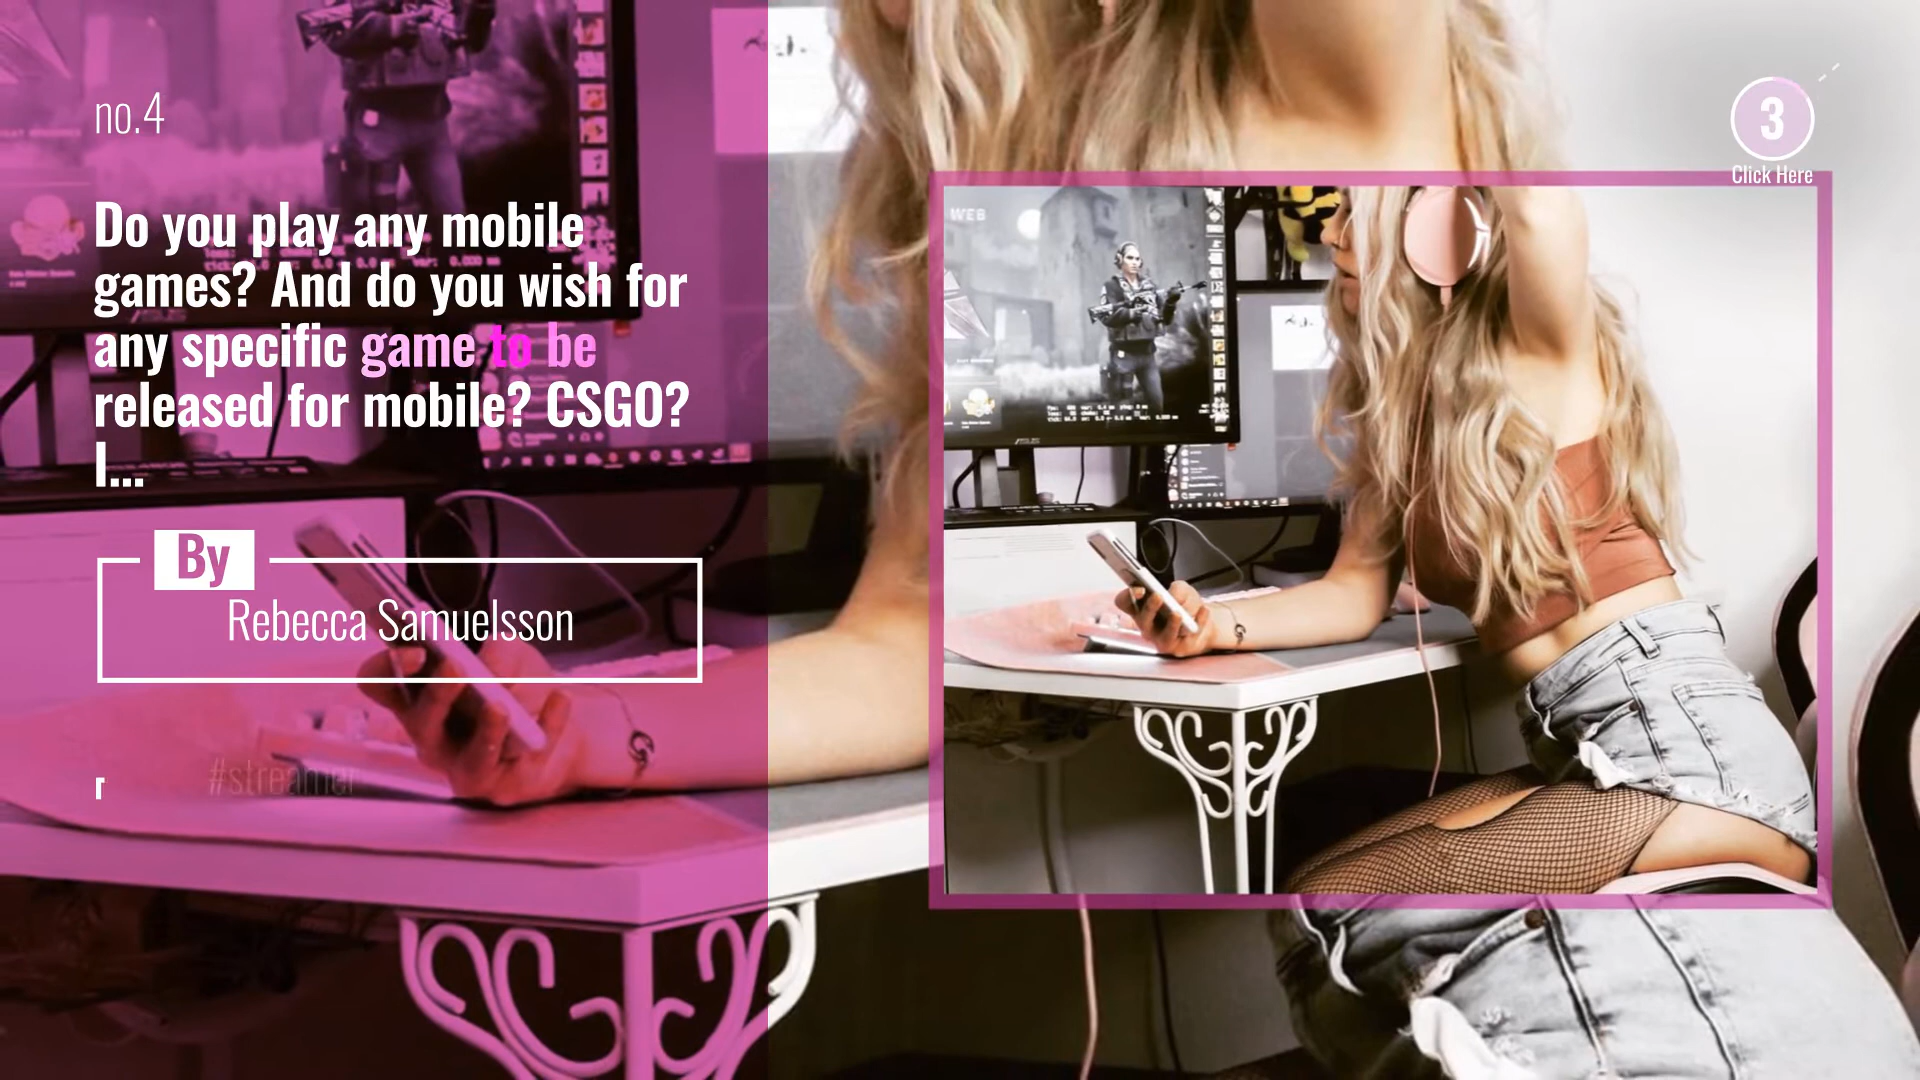 no.4
3
Click Here
Do you play any mobile
games? And do you wish for
any specific game to be
released for mobile? CSGO?
I...
By
Rebecca Samuelsson
r
#streamer
WEB